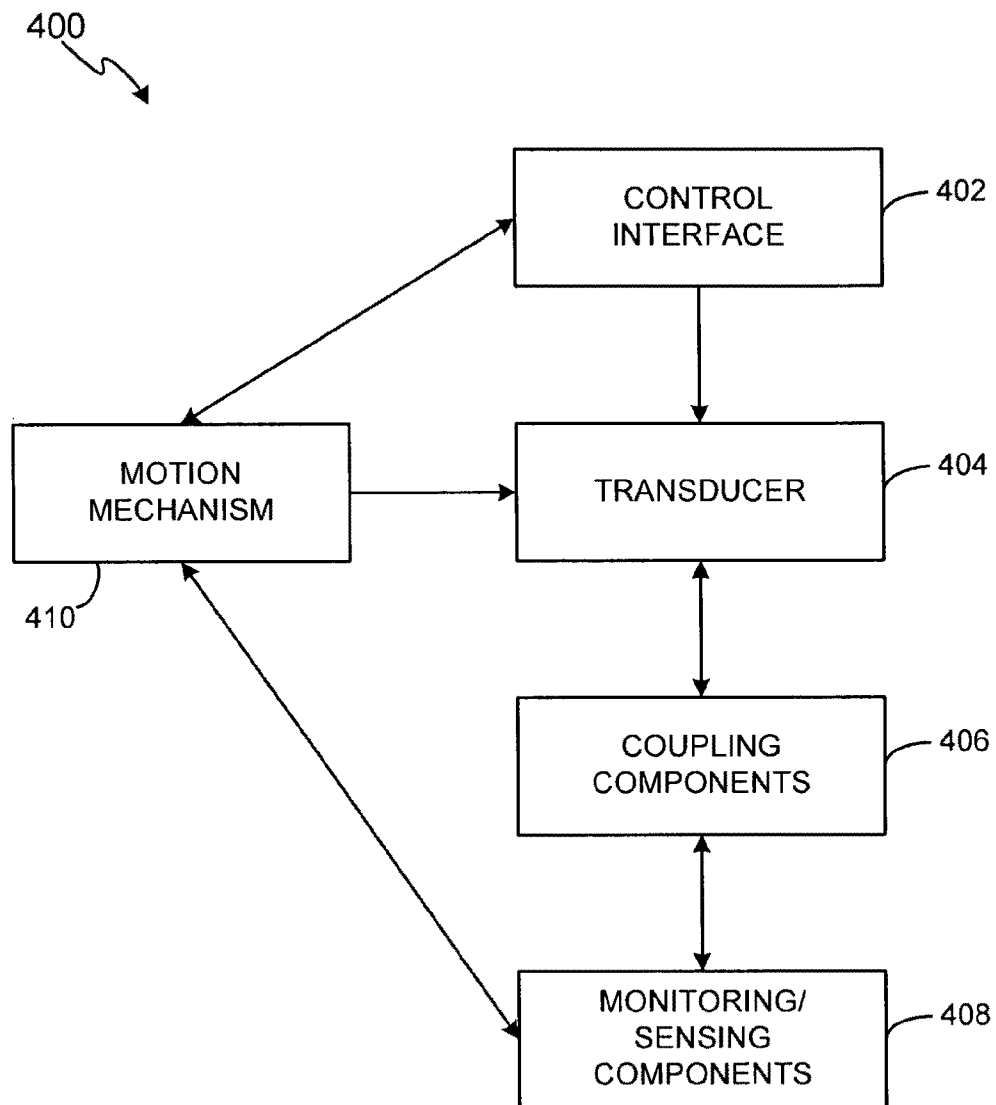 400
CONTROL
INTERFACE
402
MOTION
MECHANISM
410
TRANSDUCER
404
COUPLING
COMPONENTS
406
MONITORING/
SENSING
COMPONENTS
408